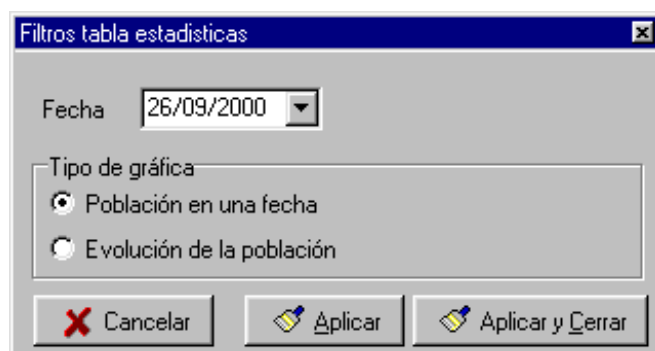 Filtros tabla estadisticas
Fecha 26/09/2000
Tipo de gráfica
Población en una fecha
Evolución de la población
Cancelar Aplicar Aplicar y Cerrar